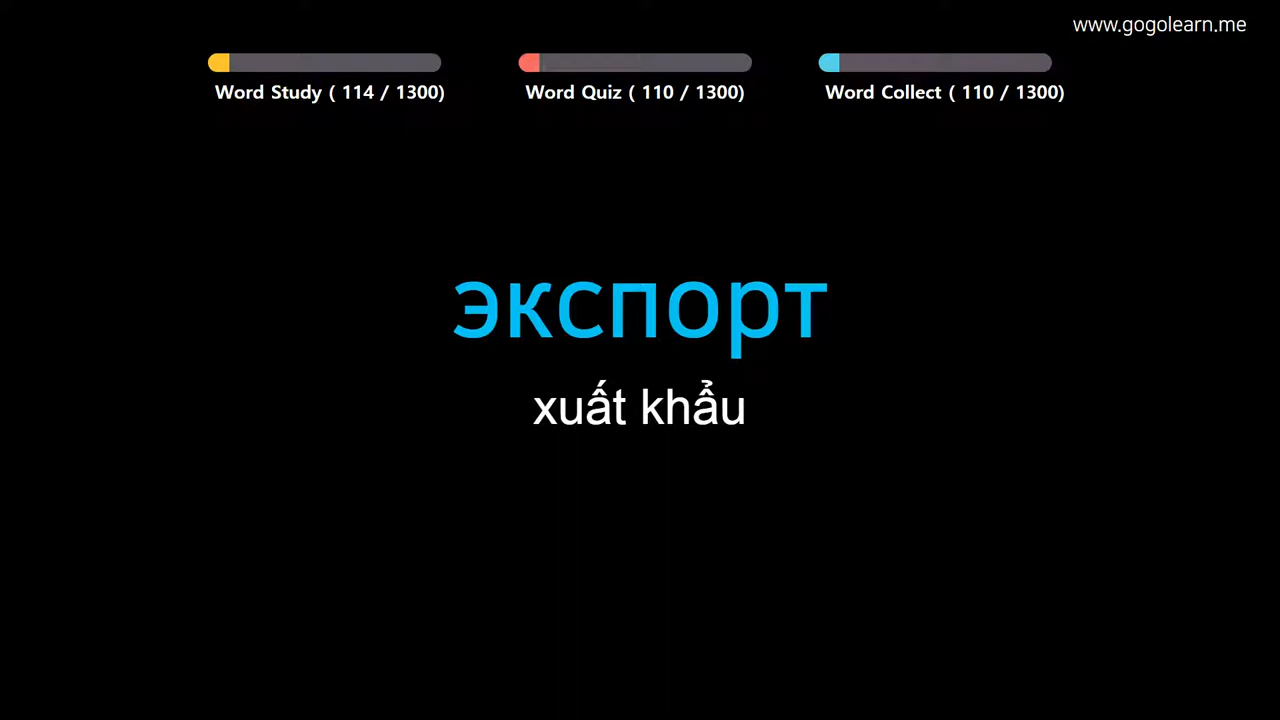 www.gogolearn.me
Word Study ( 114 / 1300)
Word Quiz ( 110 / 1300)
Word Collect ( 110 / 1300)
экспорт
xuất khẩu